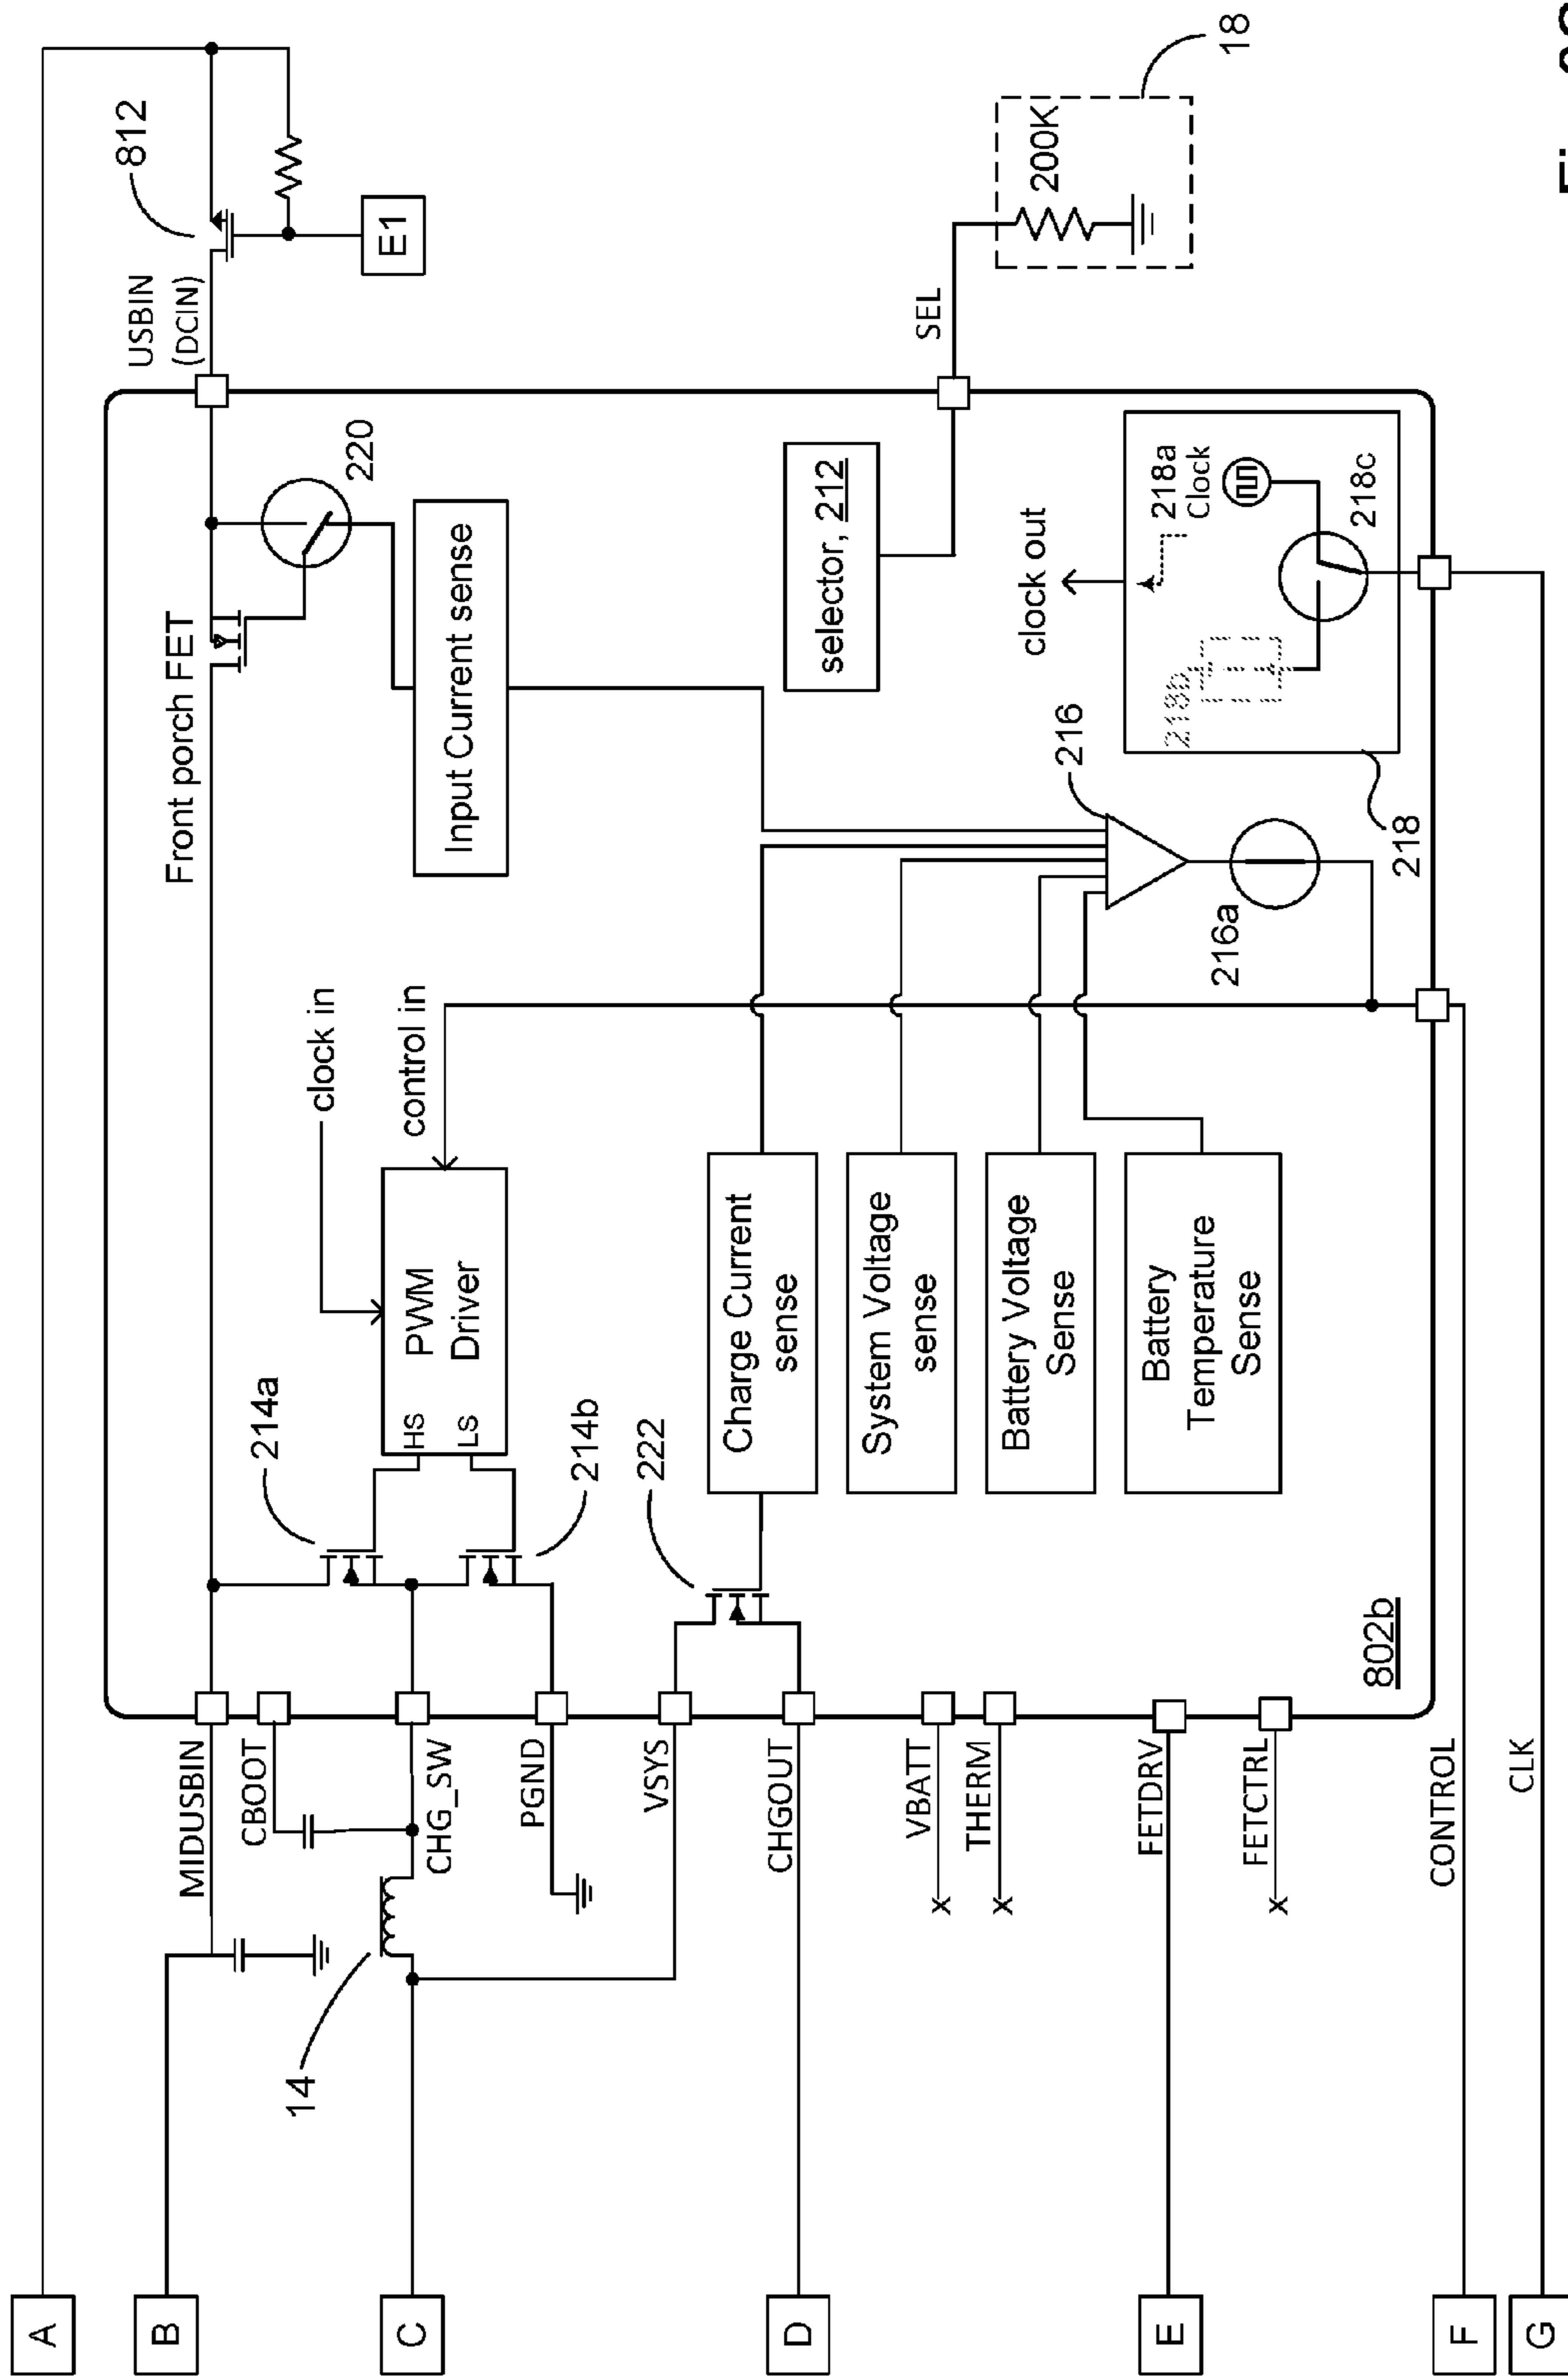 A
B
C
D
E
F
G
14
MIDUSBIN
CBOOT
CHG_SW
PGND
VSYS
CHGOUT
VBATT
x
THERM
x
FETDRV
FETCTRL
x
CONTROL
CLK
802b
214a
214b
222
HS
LS
PWM
Driver
clock in
control in
Charge Current
sense
System Voltage
sense
Battery Voltage
Sense
Battery
Temperature
Sense
Front porch FET
220
Input Current sense
selector, 212
216
216a
218
clock out
218a
Clock
218b
218c
USBIN
(DCIN)
812
E1
SEL
200K
18